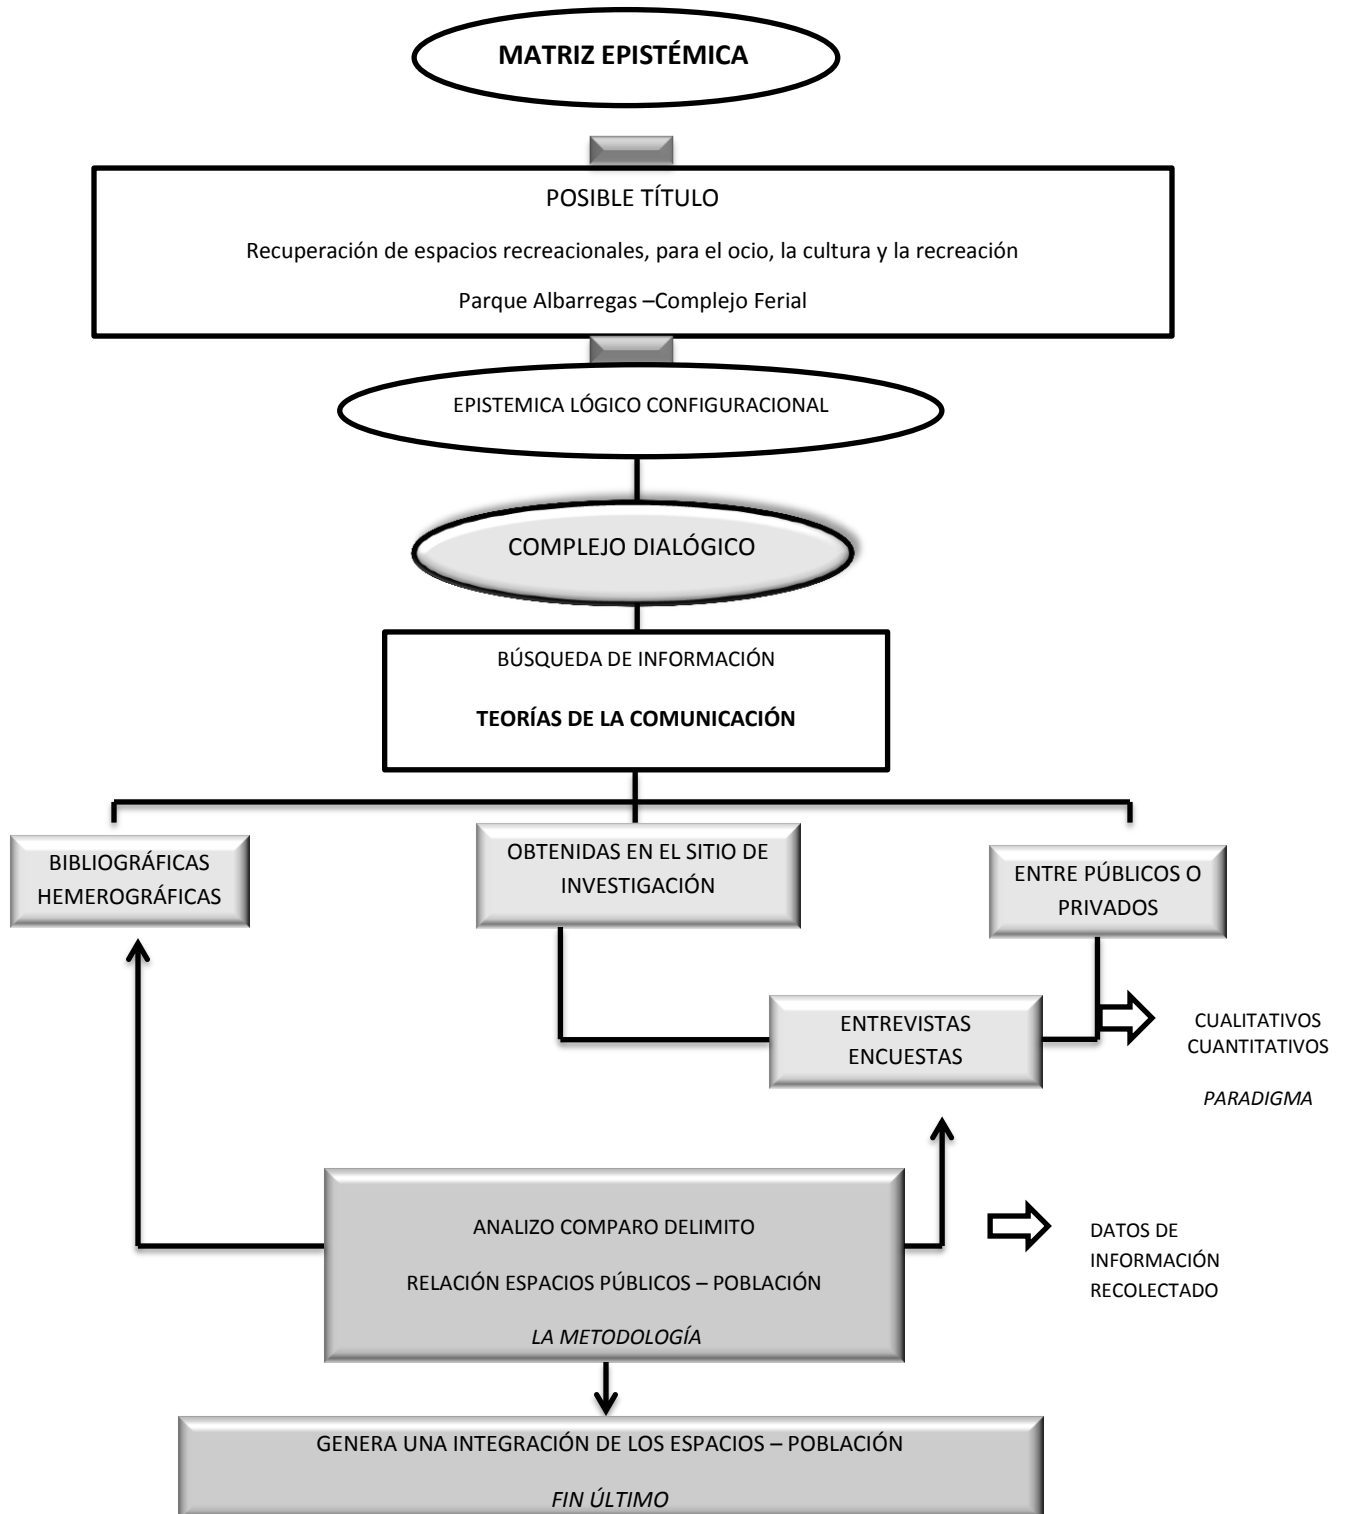 MATRIZ EPISTÉMICA
POSIBLE TÍTULO
Recuperación de espacios recreacionales, para el ocio, la cultura y la recreación
Parque Albarregas –Complejo Ferial
EPISTEMICA LÓGICO CONFIGURACIONAL
COMPLEJO DIALÓGICO
BÚSQUEDA DE INFORMACIÓN
TEORÍAS DE LA COMUNICACIÓN
BIBLIOGRÁFICAS
HEMEROGRÁFICAS
OBTENIDAS EN EL SITIO DE
INVESTIGACIÓN
ENTRE PÚBLICOS O
PRIVADOS
ENTREVISTAS
ENCUESTAS
CUALITATIVOS
CUANTITATIVOS
PARADIGMA
ANALIZO COMPARO DELIMITO
RELACIÓN ESPACIOS PÚBLICOS – POBLACIÓN
LA METODOLOGÍA
DATOS DE
INFORMACIÓN
RECOLECTADO
GENERA UNA INTEGRACIÓN DE LOS ESPACIOS – POBLACIÓN
FIN ÚLTIMO